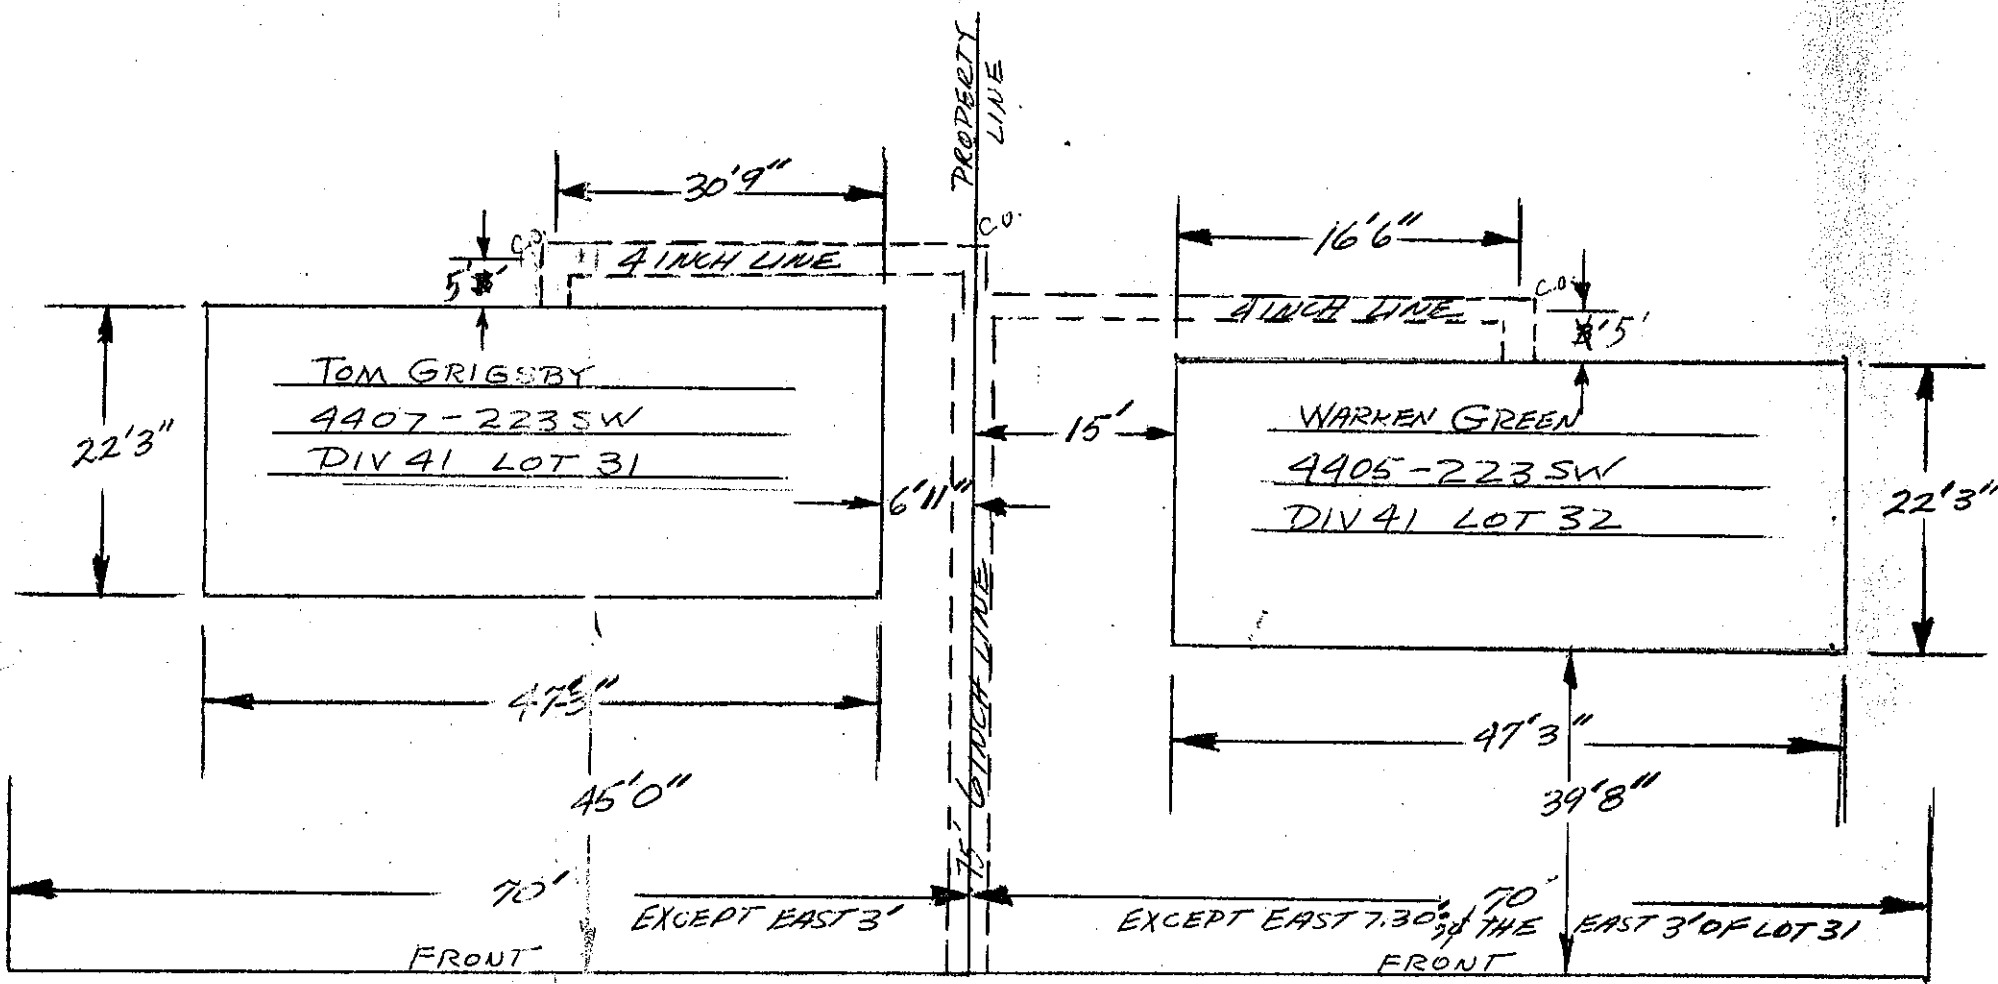 PROPERTY
LINE
30'9"
C.O.
C.O.
16'6"
C.O.
5'
4 INCH LINE
4 INCH LINE
5'
TOM GRIGSBY
4407-223 SW
DIV 41 LOT 31
22'3"
15'
6'11"
WARREN GREEN
4405-223 SW
DIV 41 LOT 32
22'3"
47'3"
47'3"
6 INCH LINE
75'
45'0"
39'8"
70'
70'
EXCEPT EAST 3'
EXCEPT EAST 7.30' & THE EAST 3' OF LOT 31
FRONT
FRONT